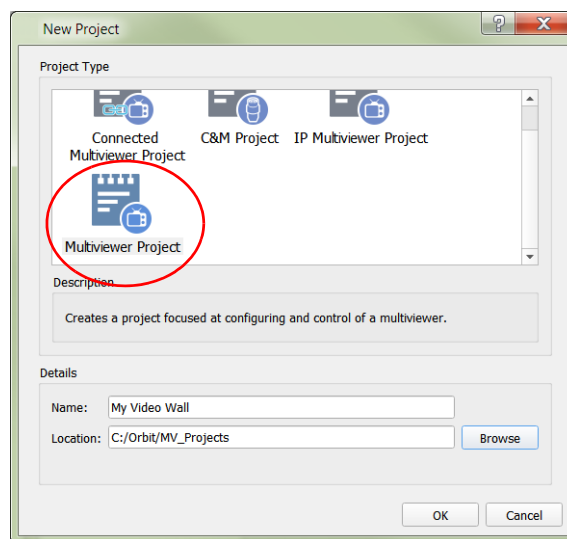 New Project
Project Type
Connected
Multiviewer Project
C&M Project
IP Multiviewer Project
Multiviewer Project
Description
Creates a project focused at configuring and control of a multiviewer.
Details
Name: My Video Wall
Location: C:/Orbit/MV_Projects Browse
OK Cancel